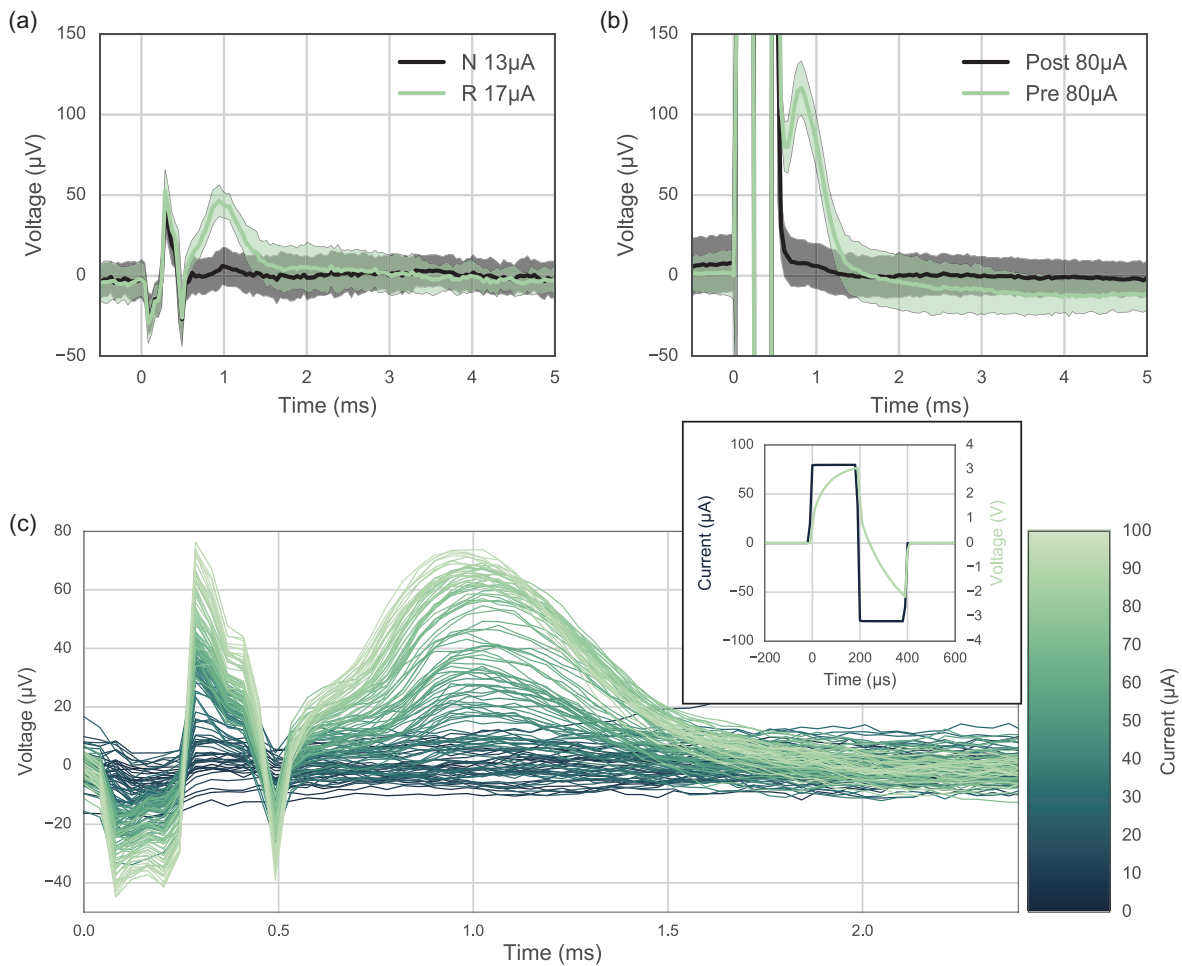 (a)
150
100
50
0
−50
Voltage (µV)
N 13µA
R 17µA
0 1 2 3 4 5
Time (ms)
(b)
150
100
50
0
−50
Voltage (µV)
Post 80µA
Pre 80µA
0 1 2 3 4 5
Time (ms)
(c)
80
60
40
20
0
−20
−40
Voltage (µV)
0.0 0.5 1.0 1.5 2.0
Time (ms)
100
50
0
−50
−100
Current (µA)
4
3
2
1
0
−1
−2
−3
−4
Voltage (V)
−200 0 200 400 600
Time (µs)
100
90
80
70
60
50
40
30
20
10
0
Current (µA)